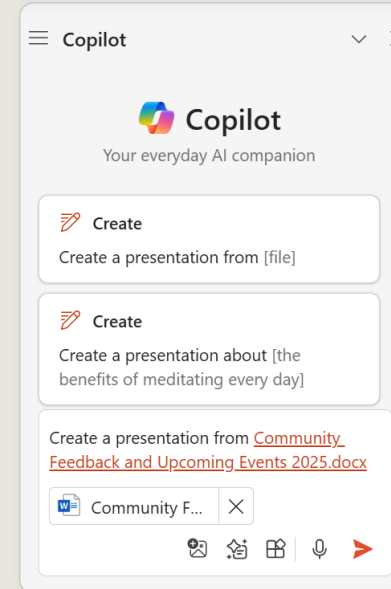 Copilot
Copilot
Your everyday AI companion
Create
Create a presentation from [file]
Create
Create a presentation about [the
benefits of meditating every day]
Create a presentation from Community
Feedback and Upcoming Events 2025.docx
Community F...